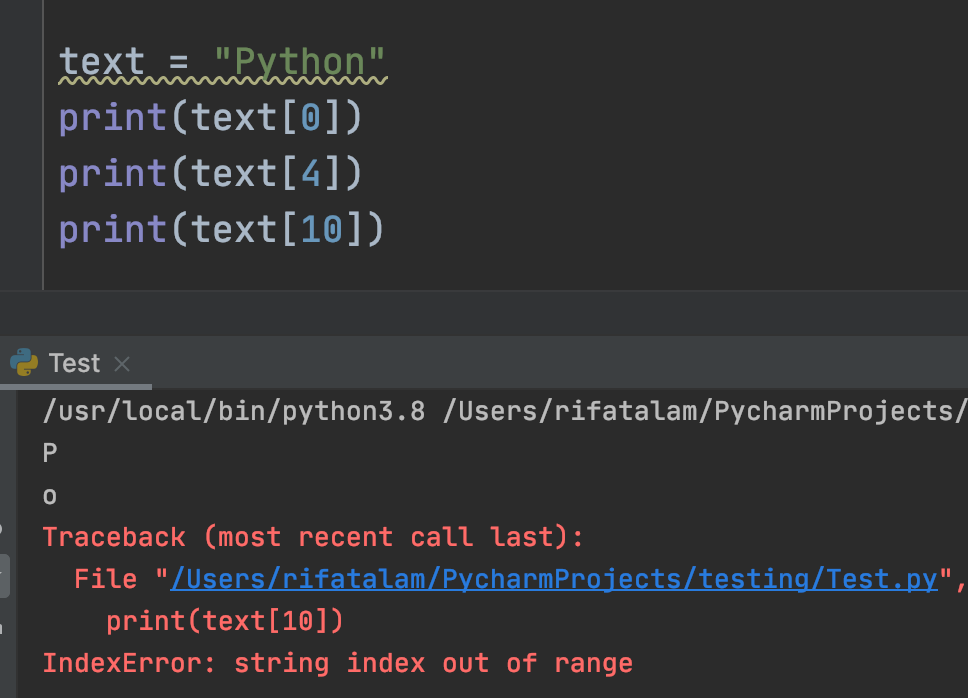 text = "Python"
print(text[0])
print(text[4])
print(text[10])
Test
/usr/local/bin/python3.8 /Users/rifatalam/PycharmProjects/
P
o
Traceback (most recent call last):
File "/Users/rifatalam/PycharmProjects/testing/Test.py",
print(text[10])
IndexError: string index out of range